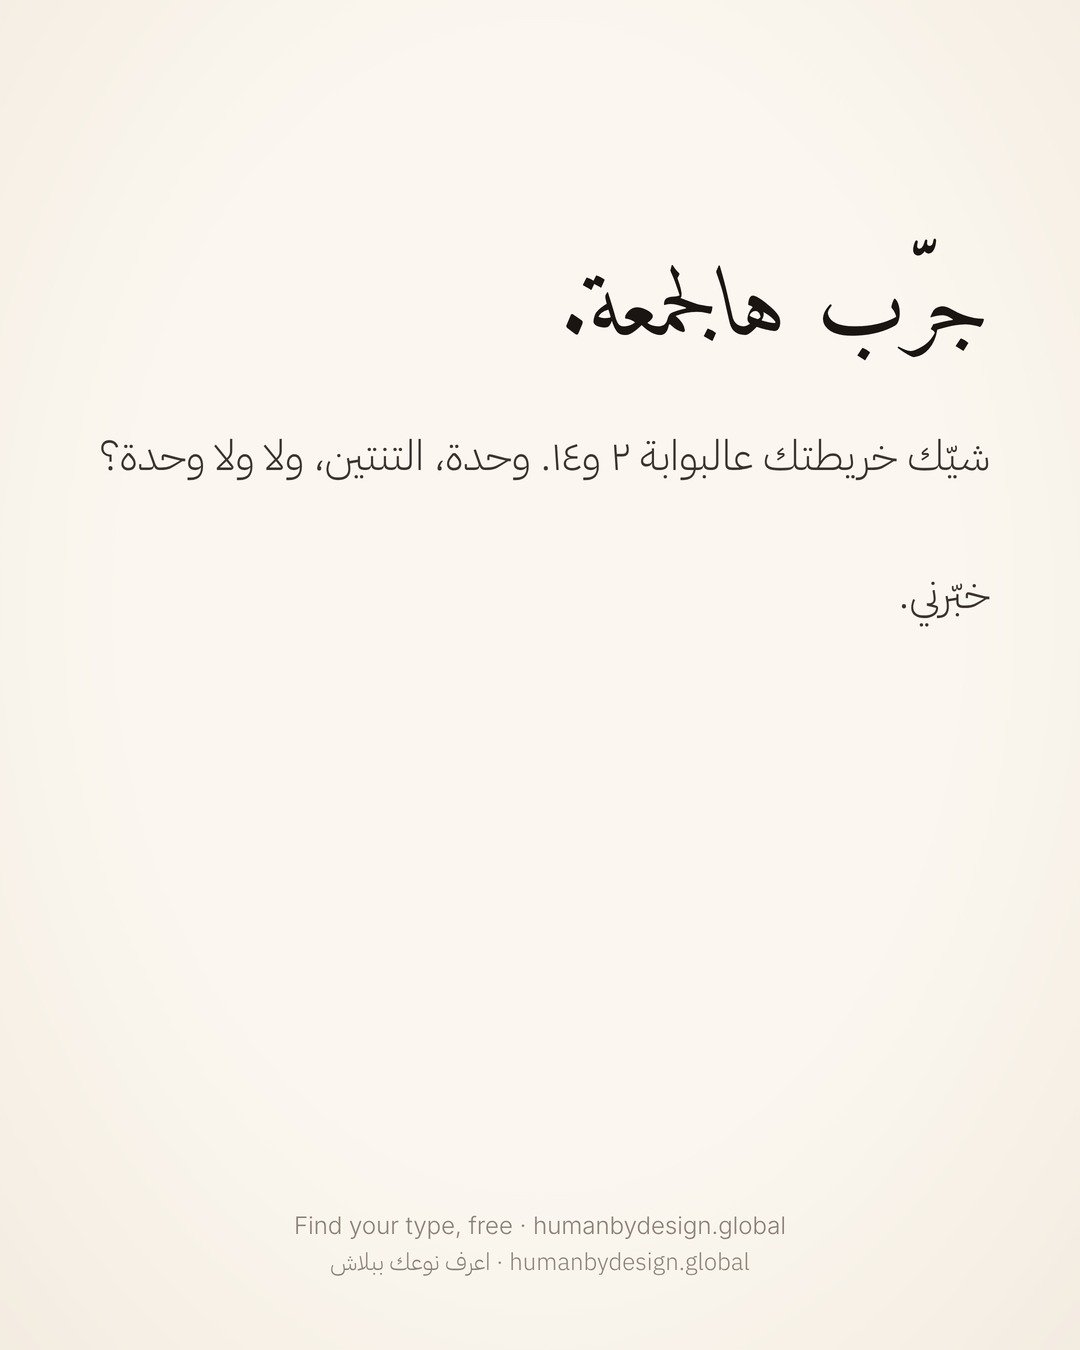 جرّب هالجمعة.
شيّك خريطتك عالبوابة ٢ و١٤. وحدة، التنتين، ولا ولا وحدة؟
خبّرني.
Find your type, free · humanbydesign.global
اعرف نوعك ببلاش · humanbydesign.global